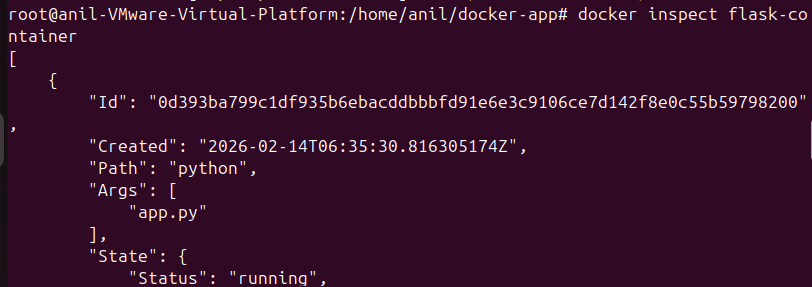 root@anil-VMware-Virtual-Platform:/home/anil/docker-app# docker inspect flask-co
ntainer
[
    {
        "Id": "0d393ba799c1df935b6ebacddbbbfd91e6e3c9106ce7d142f8e0c55b59798200"
,
        "Created": "2026-02-14T06:35:30.816305174Z",
        "Path": "python",
        "Args": [
            "app.py"
        ],
        "State": {
            "Status": "running",